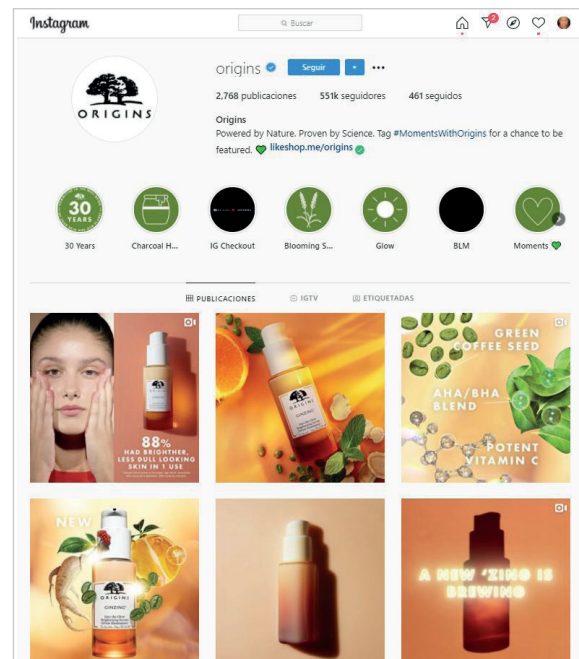 Instagram
Buscar
2
origins Seguir
2,768 publicaciones 551k seguidores 461 seguidos
Origins
Powered by Nature. Proven by Science. Tag #MomentsWithOrigins for a chance to be
featured. 💚 likeshop.me/origins
ORIGINS
30
YEARS
30 Years Charcoal H... IG Checkout Blooming S... Glow BLM Moments 💚
PUBLICACIONES IGTV ETIQUETADAS
88%
HAD BRIGHTER,
LESS DULL LOOKING
SKIN IN 1 USE
ORIGINS
GINZING
GREEN
COFFEE SEED
AHA/BHA
BLEND
POTENT
VITAMIN C
NEW
ORIGINS
GINZING
A NEW 'ZING IS
BREWING